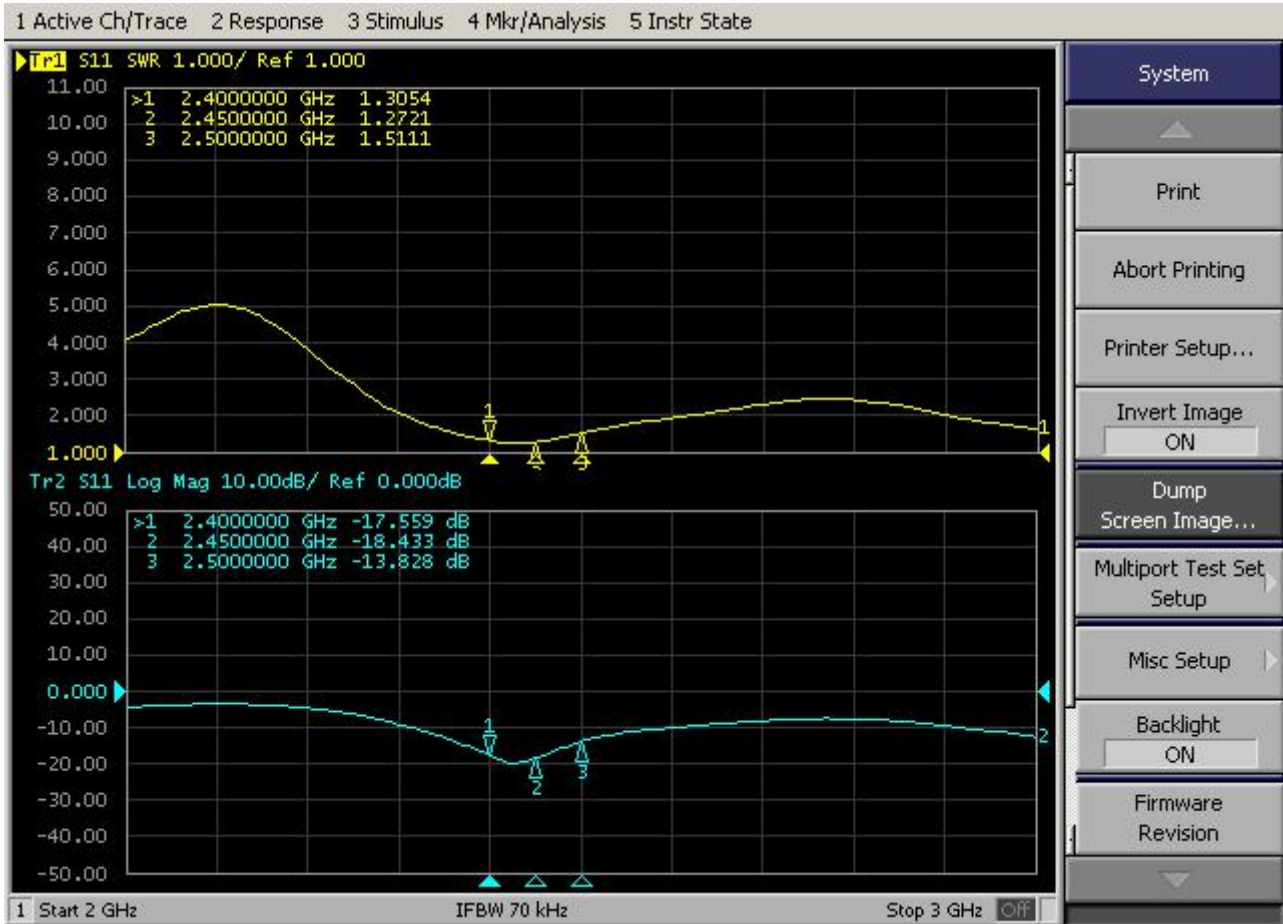 1 Active Ch/Trace 2 Response 3 Stimulus 4 Mkr/Analysis 5 Instr State
Tr1 S11 SWR 1.000/ Ref 1.000
11.00
10.00
9.000
8.000
7.000
6.000
5.000
4.000
3.000
2.000
1.000
>1 2.4000000 GHz 1.3054
2 2.4500000 GHz 1.2721
3 2.5000000 GHz 1.5111
1
1
Tr2 S11 Log Mag 10.00dB/ Ref 0.000dB
50.00
40.00
30.00
20.00
10.00
0.000
-10.00
-20.00
-30.00
-40.00
-50.00
>1 2.4000000 GHz -17.559 dB
2 2.4500000 GHz -18.433 dB
3 2.5000000 GHz -13.828 dB
1
2
3
2
1 Start 2 GHz IFBW 70 kHz Stop 3 GHz Off
System
Print
Abort Printing
Printer Setup...
Invert Image
ON
Dump
Screen Image...
Multiport Test Set
Setup
Misc Setup
Backlight
ON
Firmware
Revision